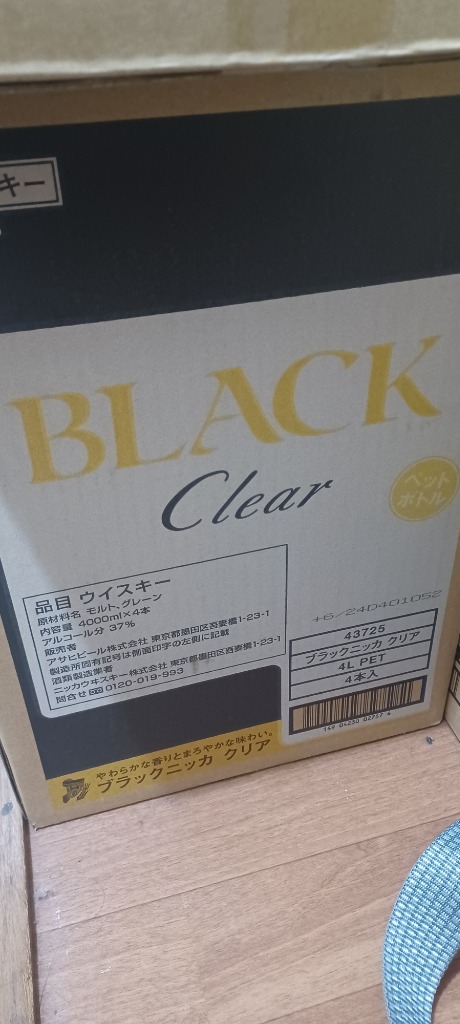 キー
BLACK
Clear
ペット
ボトル
品目 ウイスキー
原材料名 モルト、グレーン
内容量 4000ml×4本
アルコール分 37%
販売者
アサヒビール株式会社 東京都墨田区吾妻橋1-23-1
製造所固有記号は側面印字の左側に記載
酒類製造業者
ニッカウヰスキー株式会社 東京都墨田区吾妻橋1-23-1
問合せ 0120-019-993
+6/24D401052
43725
ブラックニッカ クリア
4L PET
4本入
149 04230 02757 4
やわらかな香りとまろやかな味わい。
ブラックニッカ クリア